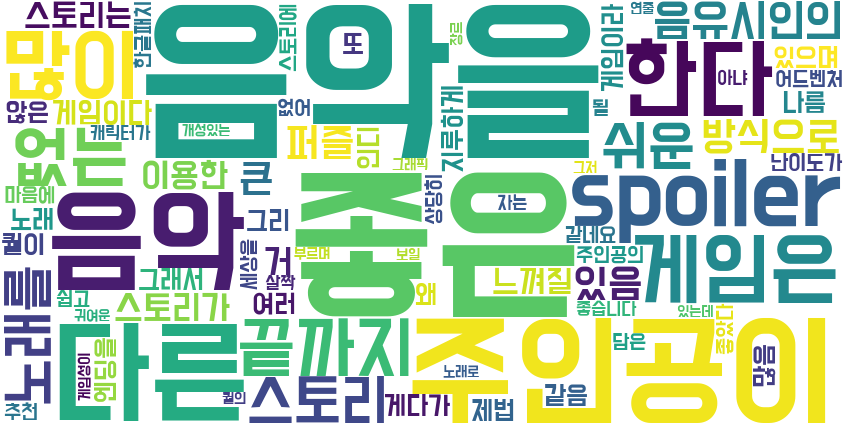 스토리는
한글패치
음악을
또
스토리에
장르
게임이라
연출
음유시인의
많이
한다
있으며
아냐
어드벤처
않은
게임이다
없어
됥
나름
캐릭터가
개성있는
퍼즐
인디
지루하게
쉬운
방식으로
없는
이용한
큰
그래픽
그저
난이도가
마음에
음악
좋은
상당히
자는
spoiler
노래
그리
퀄이
세상을
부르며
보일
같네요
주인공의
게임은
노래를
그래서
거
살짝
왜
느껴질
있음
쉽고
귀여운
스토리가
여러
좋습니다
있는데
다른
끝까지
주인공이
좋았다
담은
게임성이
엔딩을
노래로
많음
추천
퀄의
스토리
게다가
제법
같음